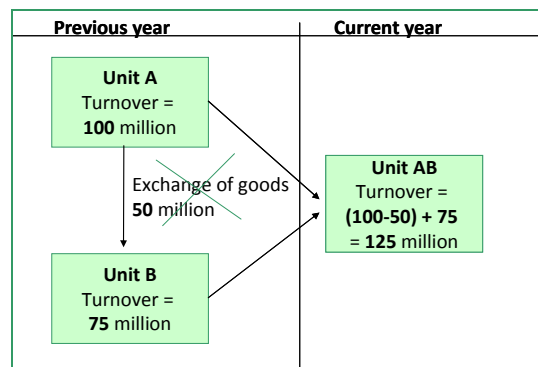 Previous year
Current year
Unit A
Turnover =
100 million
Exchange of goods
50 million
Unit B
Turnover =
75 million
Unit AB
Turnover =
(100-50) + 75
= 125 million